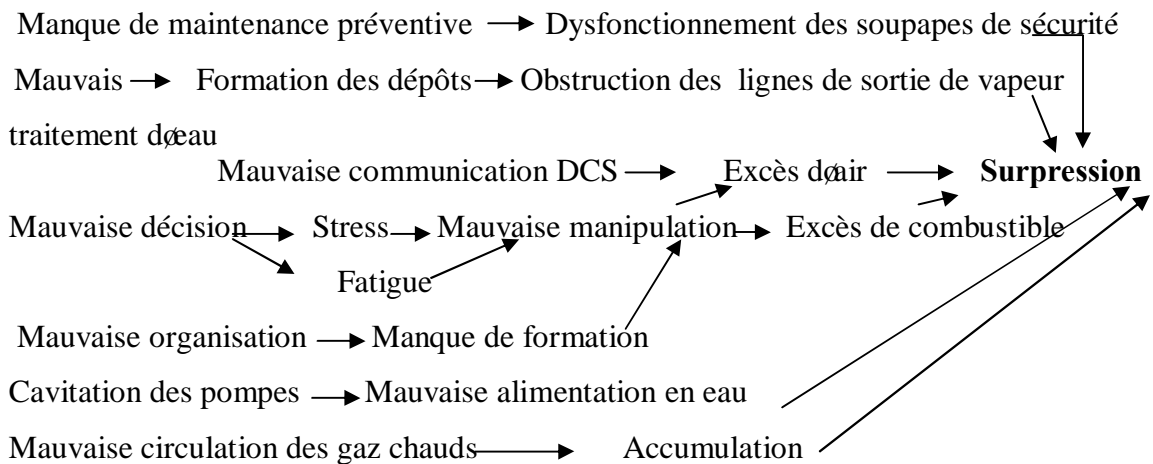 Manque de maintenance préventive → Dysfonctionnement des soupapes de sécurité
Mauvais → Formation des dépôts → Obstruction des lignes de sortie de vapeur
traitement døeau
Mauvaise communication DCS → Excès døair → Surpression
Mauvaise décision → Stress → Mauvaise manipulation → Excès de combustible
Fatigue
Mauvaise organisation → Manque de formation
Cavitation des pompes → Mauvaise alimentation en eau
Mauvaise circulation des gaz chauds → Accumulation